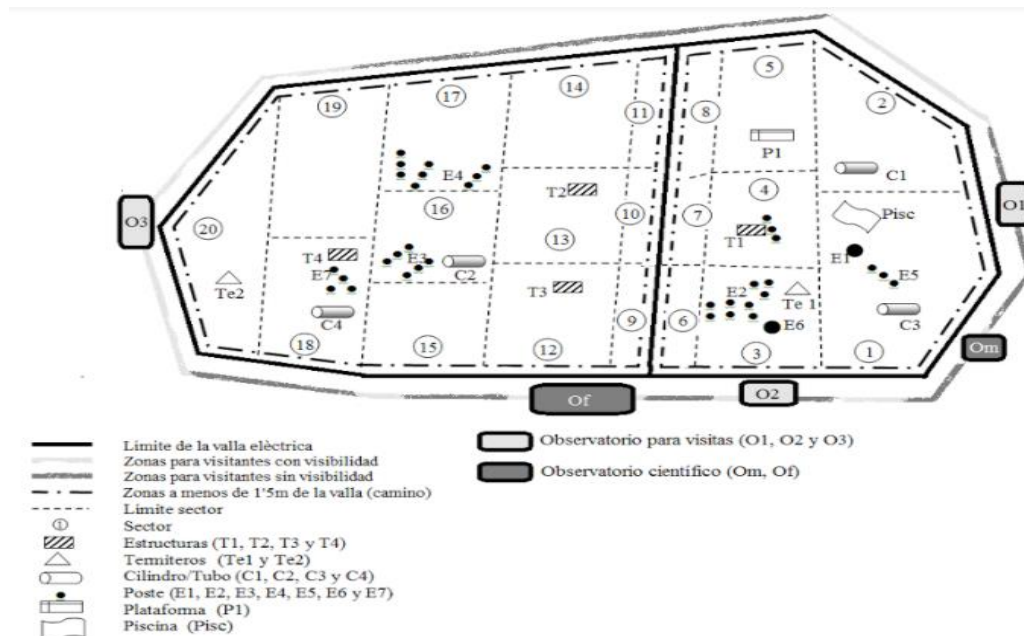 5
14
17
19
2
8
11
P1
C1
E4
T2
4
16
Pisc
O1
O3
20
10
7
13
T1
E1
E3
T4
E5
C2
E7
E2
Te 1
Te2
T3
C3
C4
9
6
E6
Om
18
15
12
3
1
O2
Of
Limite de la valla elèctrica
Zonas para visitantes con visibilidad
Zonas para visitantes sin visibilidad
Zonas a menos de 1'5m de la valla (camino)
Limite sector
① Sector
Estructuras (T1, T2, T3 y T4)
Termiteros (Te1 y Te2)
Cilindro/Tubo (C1, C2, C3 y C4)
Poste (E1, E2, E3, E4, E5, E6 y E7)
Plataforma (P1)
Piscina (Pisc)
Observatorio para visitas (O1, O2 y O3)
Observatorio científico (Om, Of)